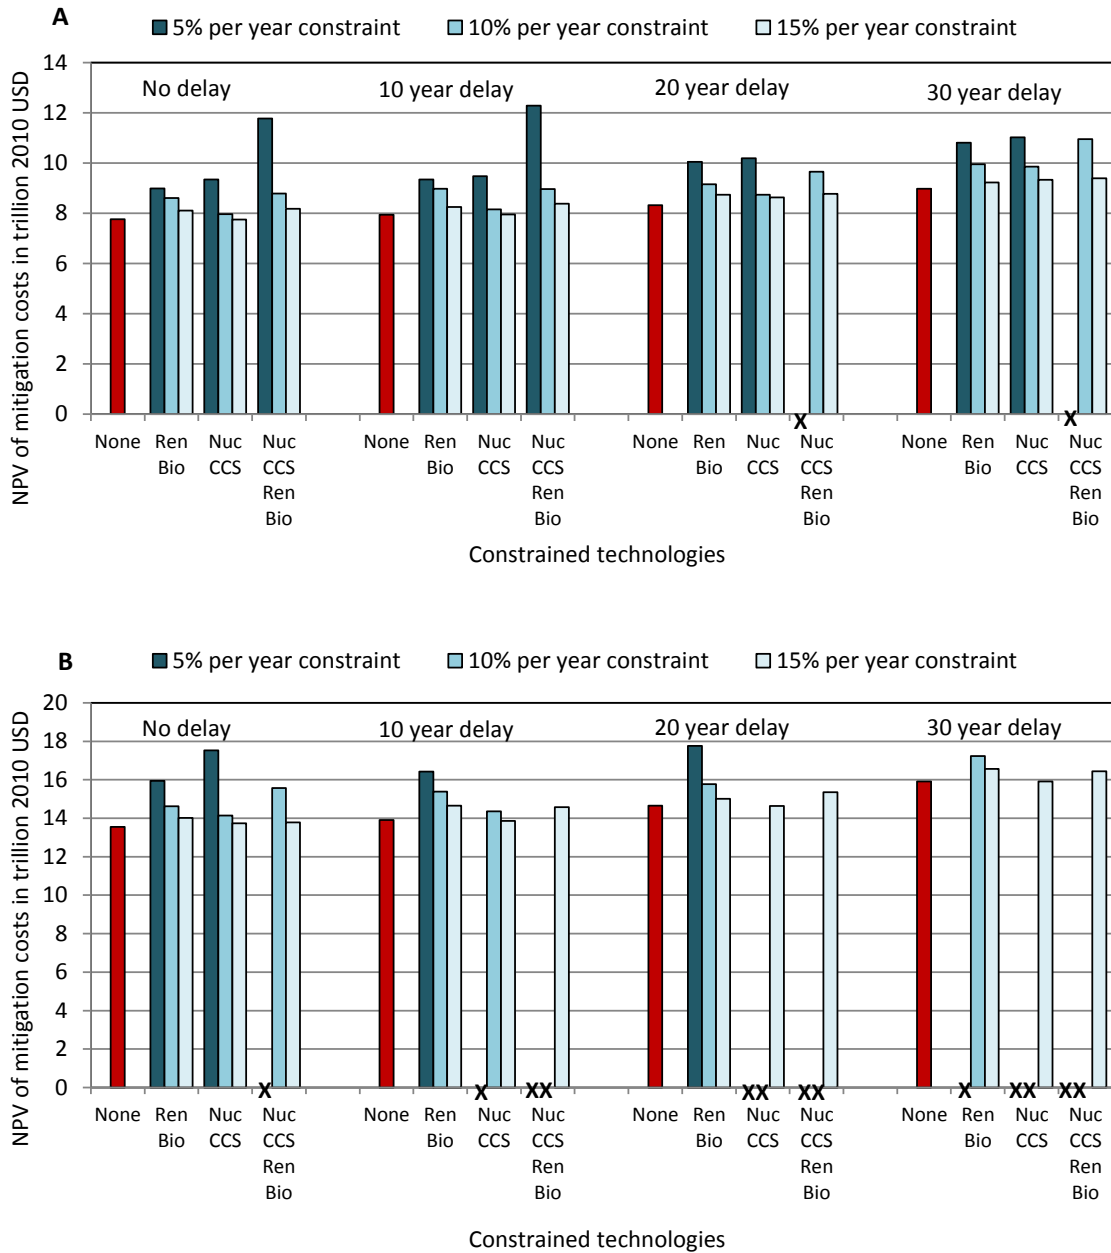 A
5% per year constraint 10% per year constraint 15% per year constraint
NPV of mitigation costs in trillion 2010 USD
14
12
10
8
6
4
2
0
No delay 10 year delay 20 year delay 30 year delay
X X
None Ren Nuc Nuc None Ren Nuc Nuc None Ren Nuc Nuc None Ren Nuc Nuc
Bio CCS CCS Bio CCS CCS Bio CCS CCS Bio CCS CCS
Ren Ren Ren Ren
Bio Bio Bio Bio
Constrained technologies
B
5% per year constraint 10% per year constraint 15% per year constraint
NPV of mitigation costs in trillion 2010 USD
20
18
16
14
12
10
8
6
4
2
0
No delay 10 year delay 20 year delay 30 year delay
X X XX XX XX X XX XX
None Ren Nuc Nuc None Ren Nuc Nuc None Ren Nuc Nuc None Ren Nuc Nuc
Bio CCS CCS Bio CCS CCS Bio CCS CCS Bio CCS CCS
Ren Ren Ren Ren
Bio Bio Bio Bio
Constrained technologies